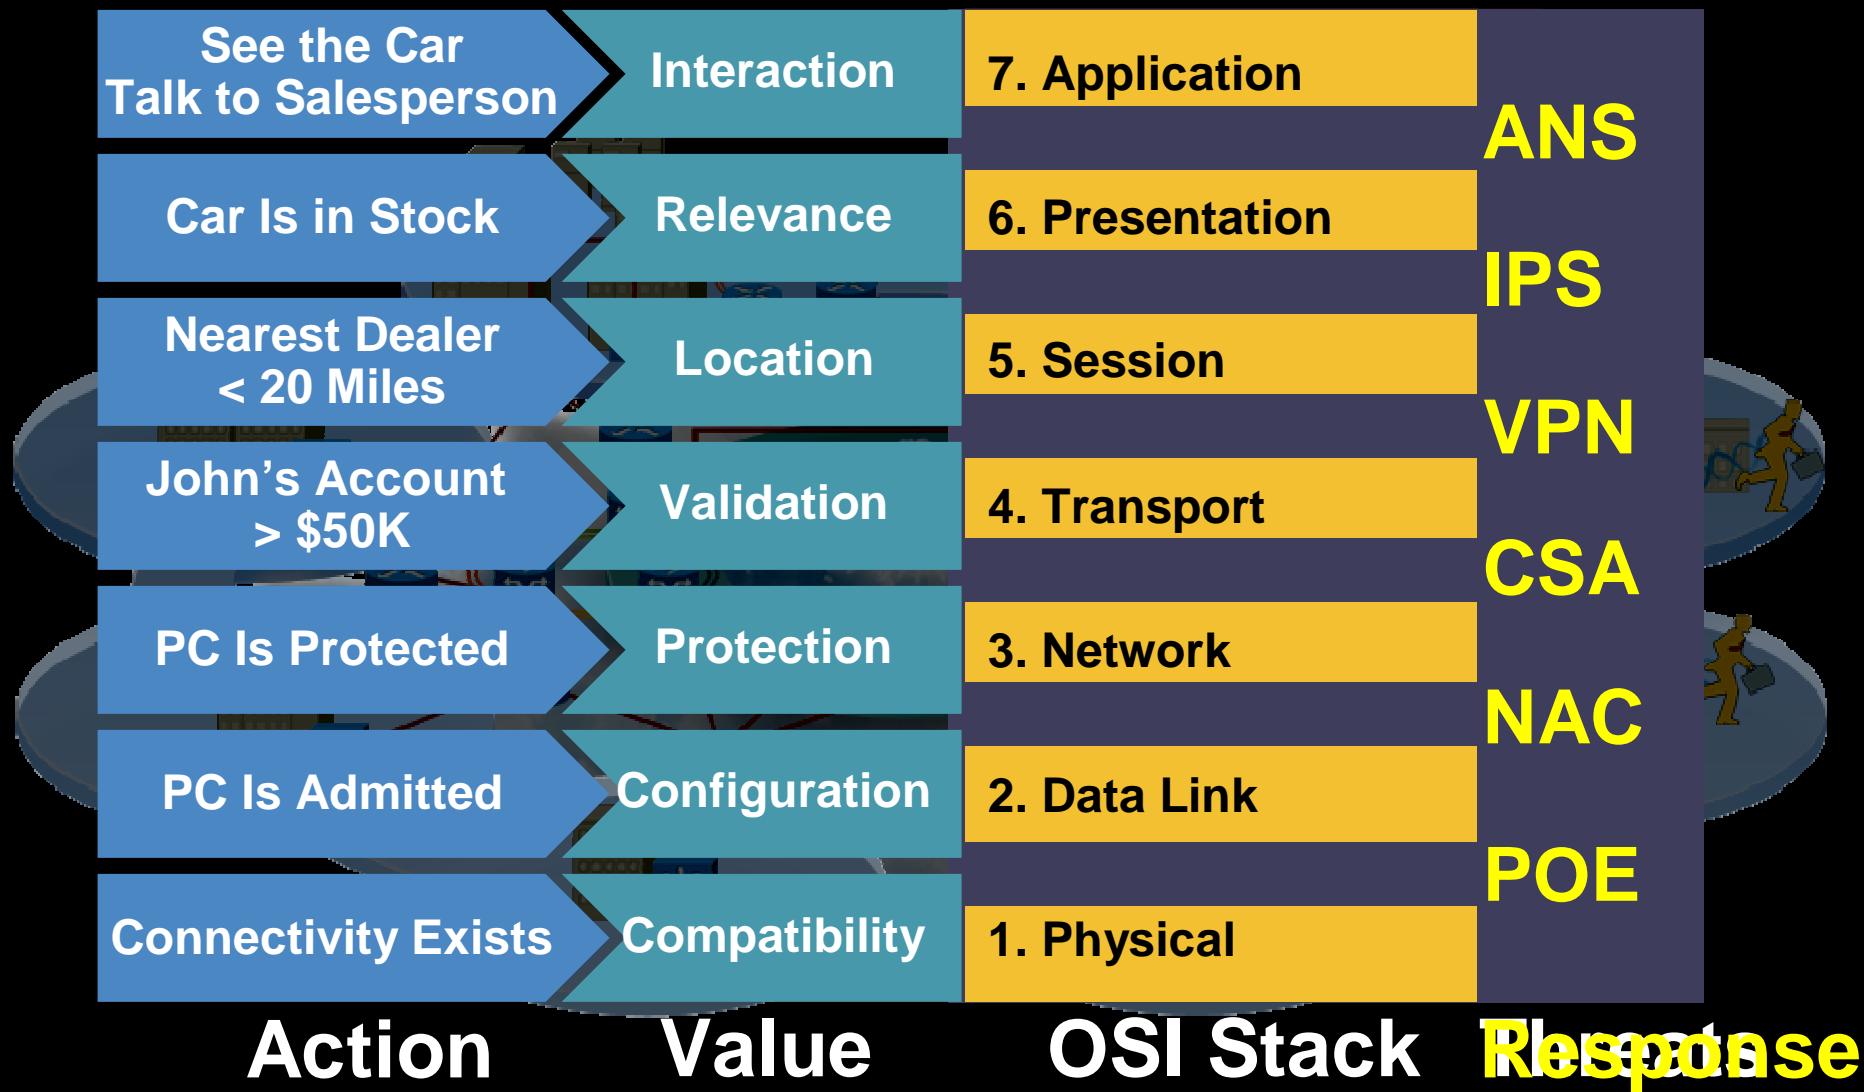 See the Car
Talk to Salesperson
Interaction
7. Application
ANS
Car Is in Stock
Relevance
6. Presentation
IPS
Nearest Dealer
< 20 Miles
Location
5. Session
VPN
John’s Account
> $50K
Validation
4. Transport
CSA
PC Is Protected
Protection
3. Network
NAC
PC Is Admitted
Configuration
2. Data Link
POE
Connectivity Exists
Compatibility
1. Physical
Action
Value
OSI Stack
Threats
Response